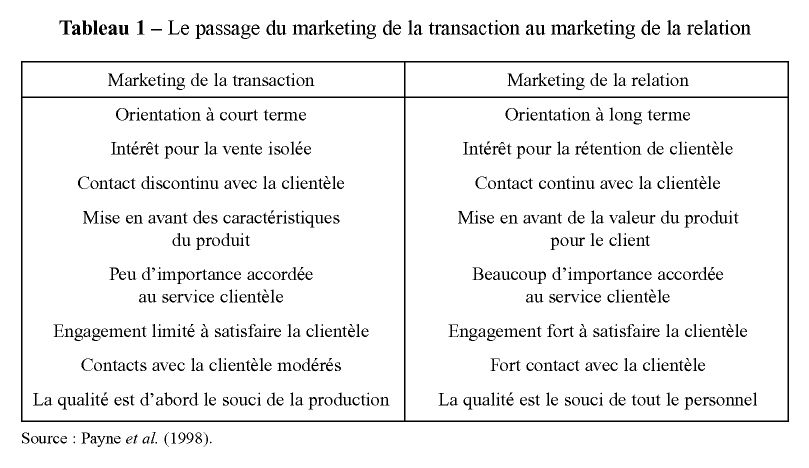 Tableau 1 – Le passage du marketing de la transaction au marketing de la relation
Marketing de la transaction
Marketing de la relation
Orientation à court terme
Orientation à long terme
Intérêt pour la vente isolée
Intérêt pour la rétention de clientèle
Contact discontinu avec la clientèle
Contact continu avec la clientèle
Mise en avant des caractéristiques
du produit
Mise en avant de la valeur du produit
pour le client
Peu d’importance accordée
au service clientèle
Beaucoup d’importance accordée
au service clientèle
Engagement limité à satisfaire la clientèle
Engagement fort à satisfaire la clientèle
Contacts avec la clientèle modérés
Fort contact avec la clientèle
La qualité est d’abord le souci de la production
La qualité est le souci de tout le personnel
Source : Payne et al. (1998).